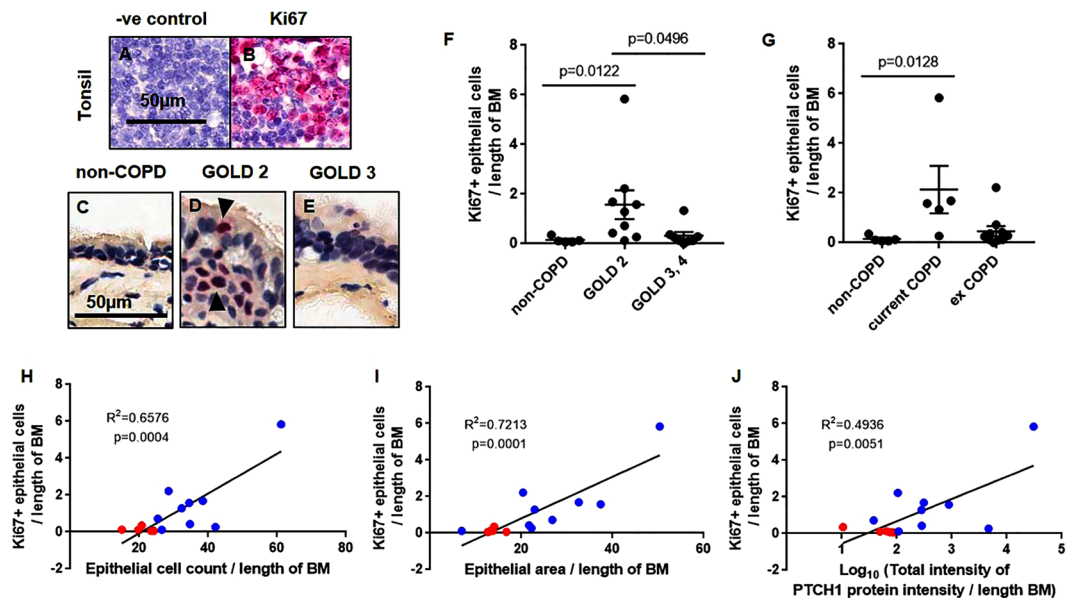 -ve control Ki67
Tonsil
A B
50µm
non-COPD GOLD 2 GOLD 3
C D E
50µm
F
Ki67+ epithelial cells
/ length of BM
8
6
4
2
0
p=0.0122
p=0.0496
non-COPD
GOLD 2
GOLD 3, 4
G
Ki67+ epithelial cells
/ length of BM
8
6
4
2
0
p=0.0128
non-COPD
current COPD
ex COPD
H
Ki67+ epithelial cells
/ length of BM
8
6
4
2
0
-2
R²=0.6576
p=0.0004
20 40 60 80
Epithelial cell count / length of BM
I
Ki67+ epithelial cells
/ length of BM
8
6
4
2
0
-2
R²=0.7213
p=0.0001
20 40 60
Epithelial area / length of BM
J
Ki67+ epithelial cells
/ length of BM
8
6
4
2
0
-2
R²=0.4936
p=0.0051
1 2 3 4 5
Log₁₀ (Total intensity of
PTCH1 protein intensity / length BM)